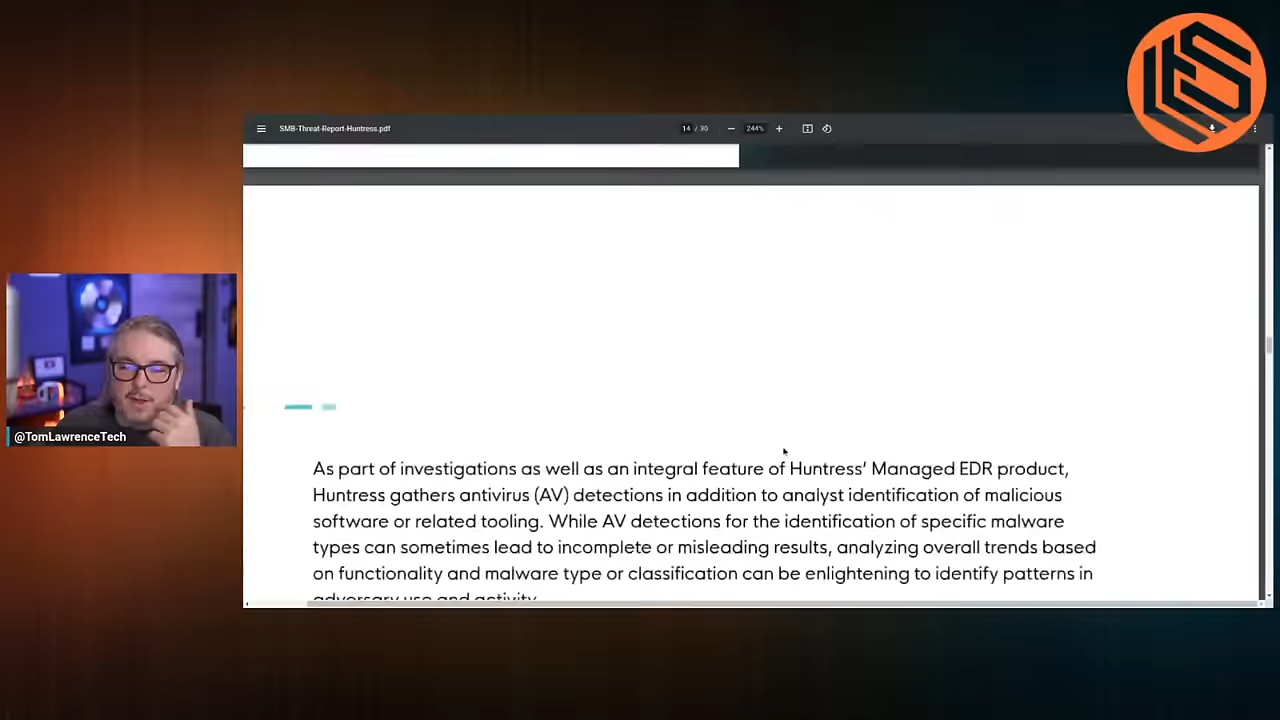 SMB-Threat-Report-Huntress.pdf
14 / 30
244%
@TomLawrenceTech
As part of investigations as well as an integral feature of Huntress' Managed EDR product,
Huntress gathers antivirus (AV) detections in addition to analyst identification of malicious
software or related tooling. While AV detections for the identification of specific malware
types can sometimes lead to incomplete or misleading results, analyzing overall trends based
on functionality and malware type or classification can be enlightening to identify patterns in
adversary use and activity.